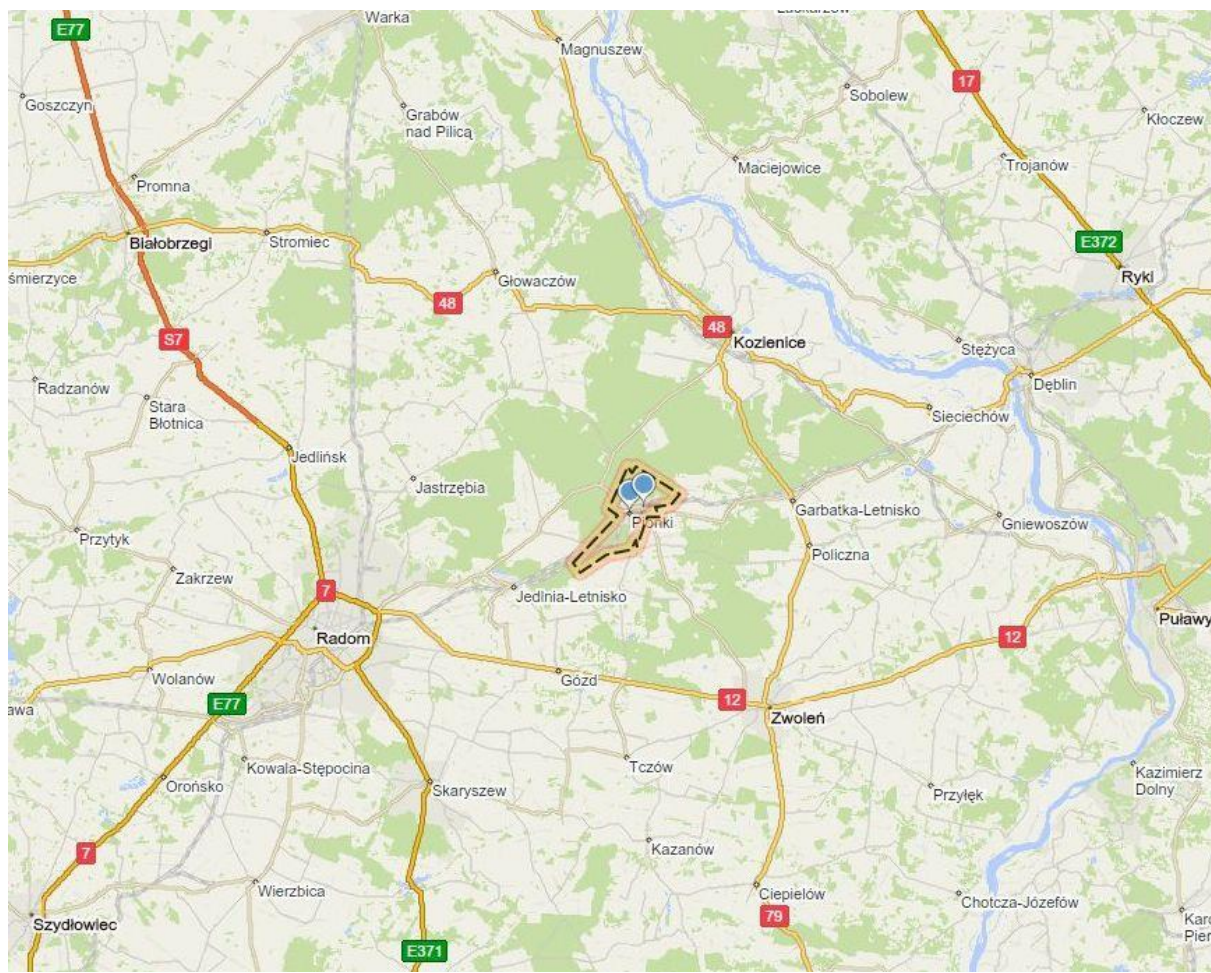 E77
Warka
Magnuszew
17
Goszczyn
Grabów
nad Pilicą
Sobolew
Kłoczew
Trojanów
Maciejowice
Promna
Białobrzegi
Stromiec
E372
śmierzyce
Głowaczów
Ryki
48
48
S7
Kozienice
Stężyca
Radzanów
Dęblin
Stara
Błotnica
Sieciechów
Jedlińsk
Jastrzębia
Garbatka-Letnisko
Pionki
Gniewoszów
Przytyk
Policzna
Zakrzew
7
Jedlnia-Letnisko
Puławy
Radom
12
Wolanów
Gózd
E77
12
awa
Zwoleń
Kowala-Stępocina
Tczów
Kazimierz
Dolny
Orońsko
Skaryszew
Przyłęk
Kazanów
7
Wierzbica
Ciepielów
Chotcza-Józefów
Szydłowiec
79
Karc
Pier
E371